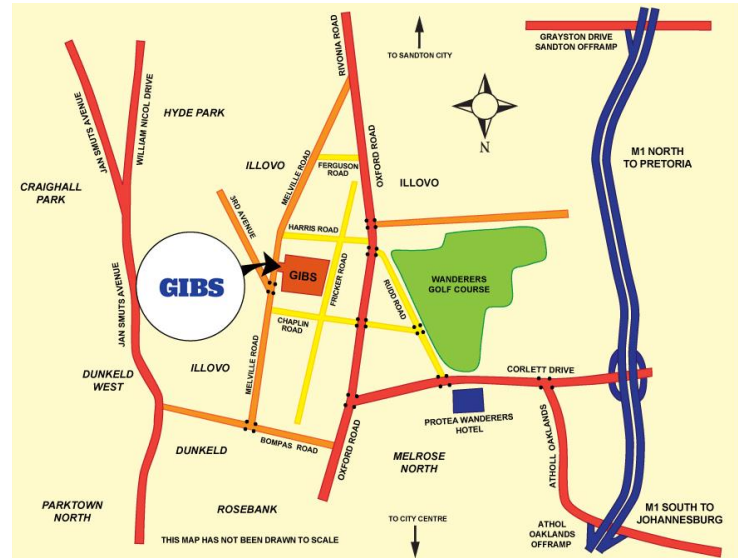 RIVONIA ROAD
TO SANDTON CITY
GRAYSTON DRIVE
SANDTON OFFRAMP
JAN SMUTS AVENUE
WILLIAM NICOL DRIVE
HYDE PARK
N
M1 NORTH
TO PRETORIA
ILLOVO
FERGUSON
ROAD
OXFORD ROAD
ILLOVO
CRAIGHALL
PARK
MELVILLE ROAD
3RD AVENUE
HARRIS ROAD
GIBS
GIBS
FRICKER ROAD
RUDD ROAD
WANDERERS
GOLF COURSE
JAN SMUTS AVENUE
CHAPLIN
ROAD
DUNKELD
WEST
ILLOVO
MELVILLE ROAD
CORLETT DRIVE
PROTEA WANDERERS
HOTEL
ATHOLL OAKLANDS
DUNKELD
BOMPAS ROAD
OXFORD ROAD
MELROSE
NORTH
PARKTOWN
NORTH
ROSEBANK
M1 SOUTH TO
JOHANNESBURG
THIS MAP HAS NOT BEEN DRAWN TO SCALE
TO CITY CENTRE
ATHOL
OAKLANDS
OFFRAMP